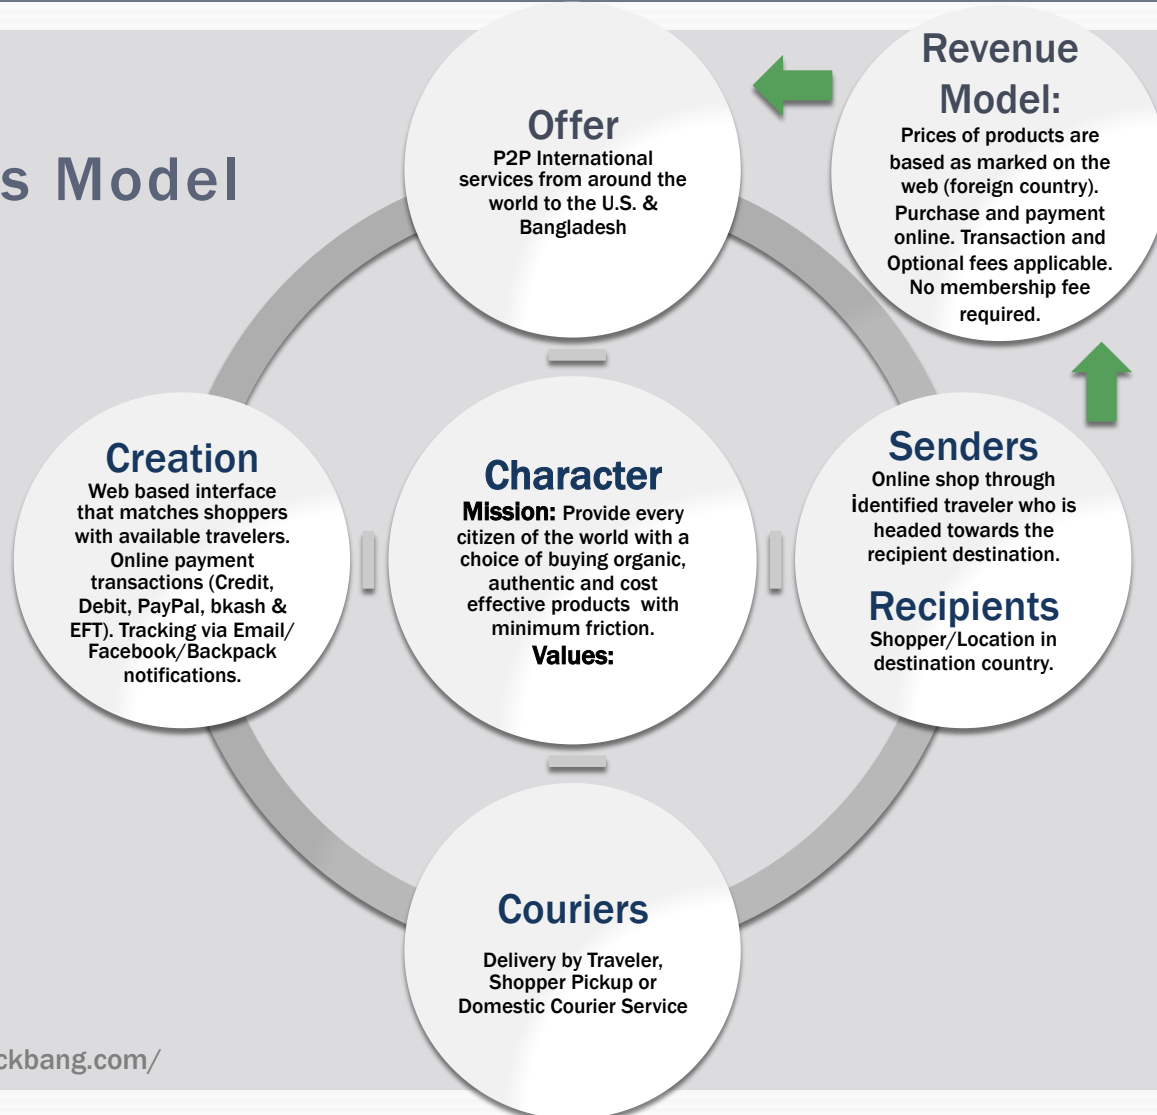 s Model
Offer
P2P International
services from around the
world to the U.S. &
Bangladesh
Revenue
Model:
Prices of products are
based as marked on the
web (foreign country).
Purchase and payment
online. Transaction and
Optional fees applicable.
No membership fee
required.
Creation
Web based interface
that matches shoppers
with available travelers.
Online payment
transactions (Credit,
Debit, PayPal, bkash &
EFT). Tracking via Email/
Facebook/Backpack
notifications.
Character
Mission: Provide every
citizen of the world with a
choice of buying organic,
authentic and cost
effective products with
minimum friction.
Values:
Senders
Online shop through
identified traveler who is
headed towards the
recipient destination.
Recipients
Shopper/Location in
destination country.
Couriers
Delivery by Traveler,
Shopper Pickup or
Domestic Courier Service
ckbang.com/